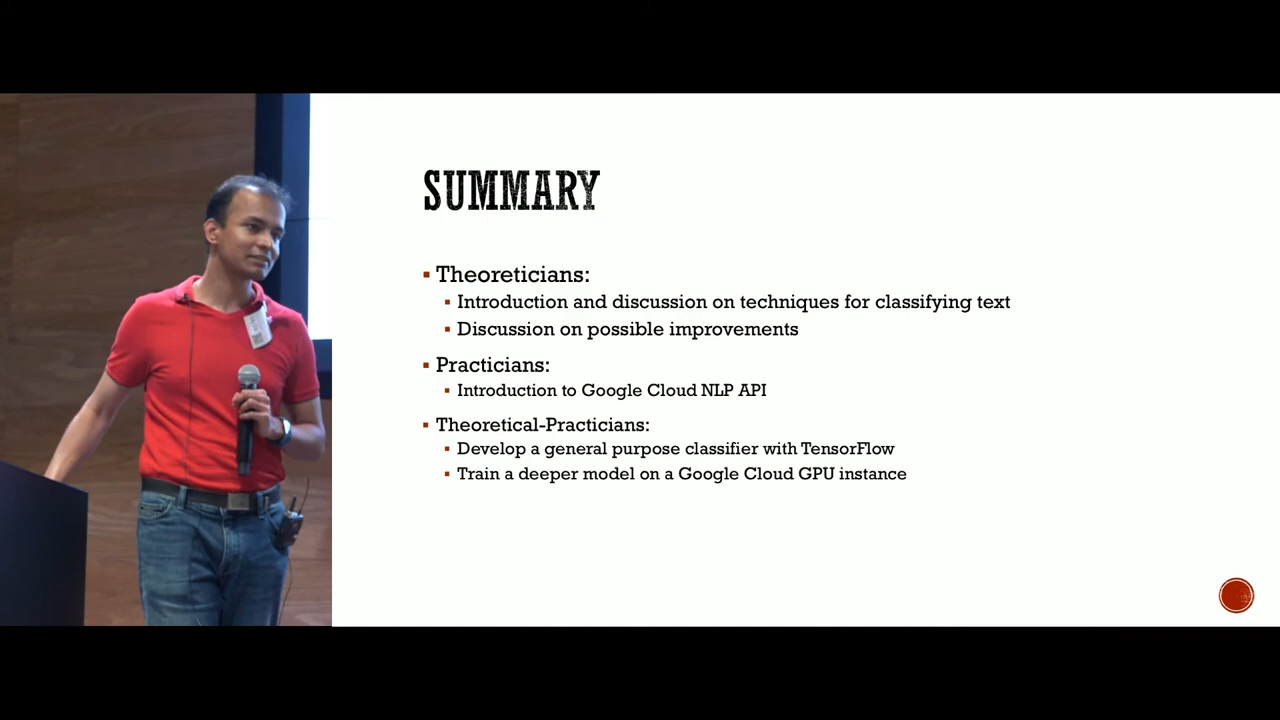 SUMMARY
Theoreticians:
Introduction and discussion on techniques for classifying text
Discussion on possible improvements
Practicians:
Introduction to Google Cloud NLP API
Theoretical-Practicians:
Develop a general purpose classifier with TensorFlow
Train a deeper model on a Google Cloud GPU instance